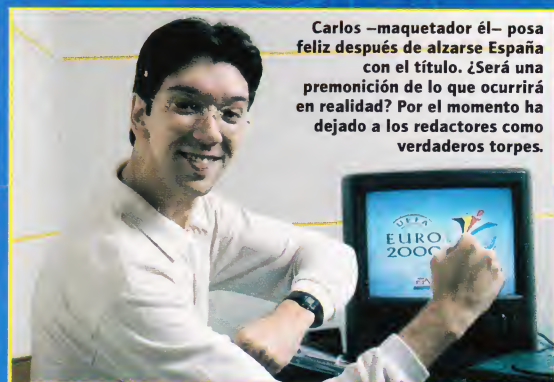 Carlos –maquetador él– posa
feliz después de alzarse España
con el título. ¿Será una
premonición de lo que ocurrirá
en realidad? Por el momento ha
dejado a los redactores como
verdaderos torpes.
UEFA
EURO
2000
EA